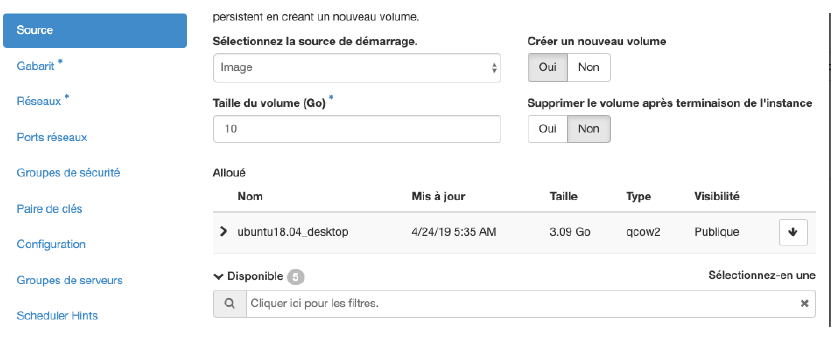 Source
Gabarit *
Réseaux *
Ports réseaux
Groupes de sécurité
Paire de clés
Configuration
Groupes de serveurs
Scheduler Hints
persistent en créant un nouveau volume.
Sélectionnez la source de démarrage.
Image
Créer un nouveau volume
Oui Non
Taille du volume (Go) *
10
Supprimer le volume après terminaison de l'instance
Oui Non
Alloué
Nom Mis à jour Taille Type Visibilité
ubuntu18.04_desktop 4/24/19 5:35 AM 3.09 Go qcow2 Publique
Disponible 5 Sélectionnez-en une
Cliquer ici pour les filtres.